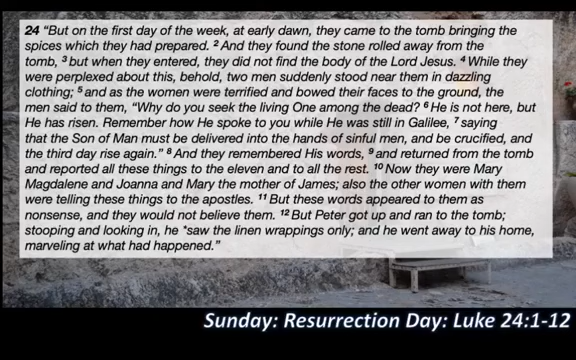 24 “But on the first day of the week, at early dawn, they came to the tomb bringing the
spices which they had prepared. 2 And they found the stone rolled away from the
tomb, 3 but when they entered, they did not find the body of the Lord Jesus. 4 While they
were perplexed about this, behold, two men suddenly stood near them in dazzling
clothing; 5 and as the women were terrified and bowed their faces to the ground, the
men said to them, “Why do you seek the living One among the dead? 6 He is not here, but
He has risen. Remember how He spoke to you while He was still in Galilee, 7 saying
that the Son of Man must be delivered into the hands of sinful men, and be crucified, and
the third day rise again.” 8 And they remembered His words, 9 and returned from the tomb
and reported all these things to the eleven and to all the rest. 10 Now they were Mary
Magdalene and Joanna and Mary the mother of James; also the other women with them
were telling these things to the apostles. 11 But these words appeared to them as
nonsense, and they would not believe them. 12 But Peter got up and ran to the tomb;
stooping and looking in, he *saw the linen wrappings only; and he went away to his home,
marveling at what had happened.”
Sunday: Resurrection Day: Luke 24:1-12